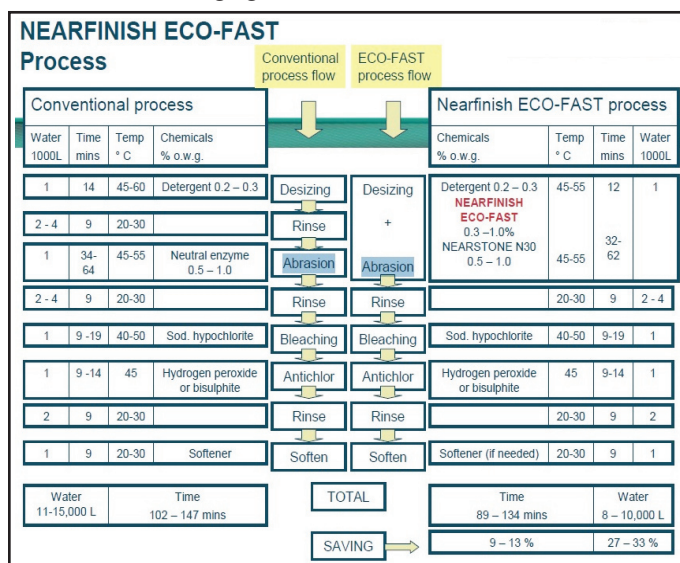 NEARFINISH ECO-FAST
Process
Conventional process flow
ECO-FAST process flow
Conventional process
Nearfinish ECO-FAST process
Water 1000L Time mins Temp ° C Chemicals % o.w.g.
Chemicals % o.w.g. Temp ° C Time mins Water 1000L
1 14 45-60 Detergent 0.2 – 0.3 Desizing Desizing Detergent 0.2 – 0.3 45-55 12 1
NEARFINISH
2 - 4 9 20-30 Rinse + ECO-FAST
0.3 –1.0%
NEARSTONE N30
1 34-64 45-55 Neutral enzyme 0.5 – 1.0 Abrasion Abrasion 0.5 – 1.0 45-55 32-62
2 - 4 9 20-30 Rinse Rinse 20-30 9 2 - 4
1 9 -19 40-50 Sod. hypochlorite Bleaching Bleaching Sod. hypochlorite 40-50 9-19 1
1 9 -14 45 Hydrogen peroxide or bisulphite Antichlor Antichlor Hydrogen peroxide or bisulphite 45 9-14 1
2 9 20-30 Rinse Rinse 20-30 9 2
1 9 20-30 Softener Soften Soften Softener (if needed) 20-30 9 1
Water 11-15,000 L Time 102 – 147 mins TOTAL Time 89 – 134 mins Water 8 – 10,000 L
SAVING 9 – 13 % 27 – 33 %